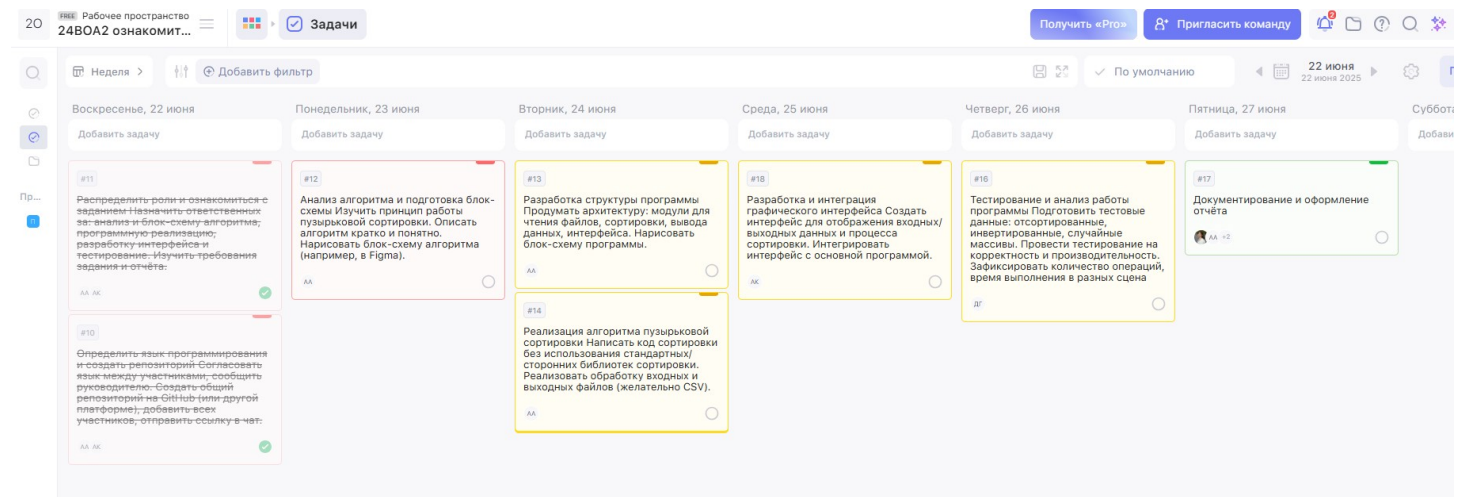 2O
FREE Рабочее пространство
24ВОА2 ознакомит...
Задачи
Получить «Pro»
Пригласить команду
2
Неделя
Добавить фильтр
По умолчанию
22 июня
22 июня 2025
Пр...
П
Воскресенье, 22 июня
Добавить задачу
#11
Распределить роли и ознакомиться с
заданием Назначить ответственных
за: анализ и блок-схему алгоритма,
программную реализацию,
разработку интерфейса и
тестирование. Изучить требования
задания и отчёта.
АА АК
#10
Определить язык программирования
и создать репозиторий Согласовать
язык между участниками, сообщить
руководителю. Создать общий
репозиторий на GitHub (или другой
платформе), добавить всех
участников, отправить ссылку в чат.
АА АК
Понедельник, 23 июня
Добавить задачу
#12
Анализ алгоритма и подготовка блок-
схемы Изучить принцип работы
пузырьковой сортировки. Описать
алгоритм кратко и понятно.
Нарисовать блок-схему алгоритма
(например, в Figma).
АА
Вторник, 24 июня
Добавить задачу
#13
Разработка структуры программы
Продумать архитектуру: модули для
чтения файлов, сортировки, вывода
данных, интерфейса. Нарисовать
блок-схему программы.
АА
#14
Реализация алгоритма пузырьковой
сортировки Написать код сортировки
без использования стандартных/
сторонних библиотек сортировки.
Реализовать обработку входных и
выходных файлов (желательно CSV).
АА
Среда, 25 июня
Добавить задачу
#18
Разработка и интеграция
графического интерфейса Создать
интерфейс для отображения входных/
выходных данных и процесса
сортировки. Интегрировать
интерфейс с основной программой.
АК
Четверг, 26 июня
Добавить задачу
#16
Тестирование и анализ работы
программы Подготовить тестовые
данные: отсортированные,
инвертированные, случайные
массивы. Провести тестирование на
корректность и производительность.
Зафиксировать количество операций,
время выполнения в разных сцена
ДГ
Пятница, 27 июня
Добавить задачу
#17
Документирование и оформление
отчёта
АА +2
Суббота
Добави